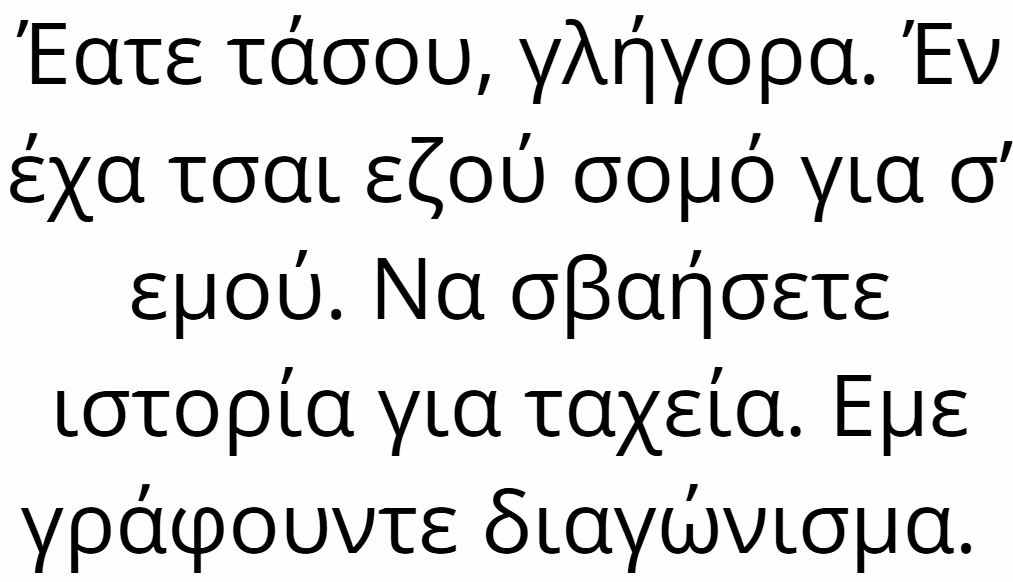 Έατε τάσου, γλήγορα. Έν
έχα τσαι εζού σομό για σ’
εμού. Να σβαήσετε
ιστορία για ταχεία. Εμε
γράφουντε διαγώνισμα.